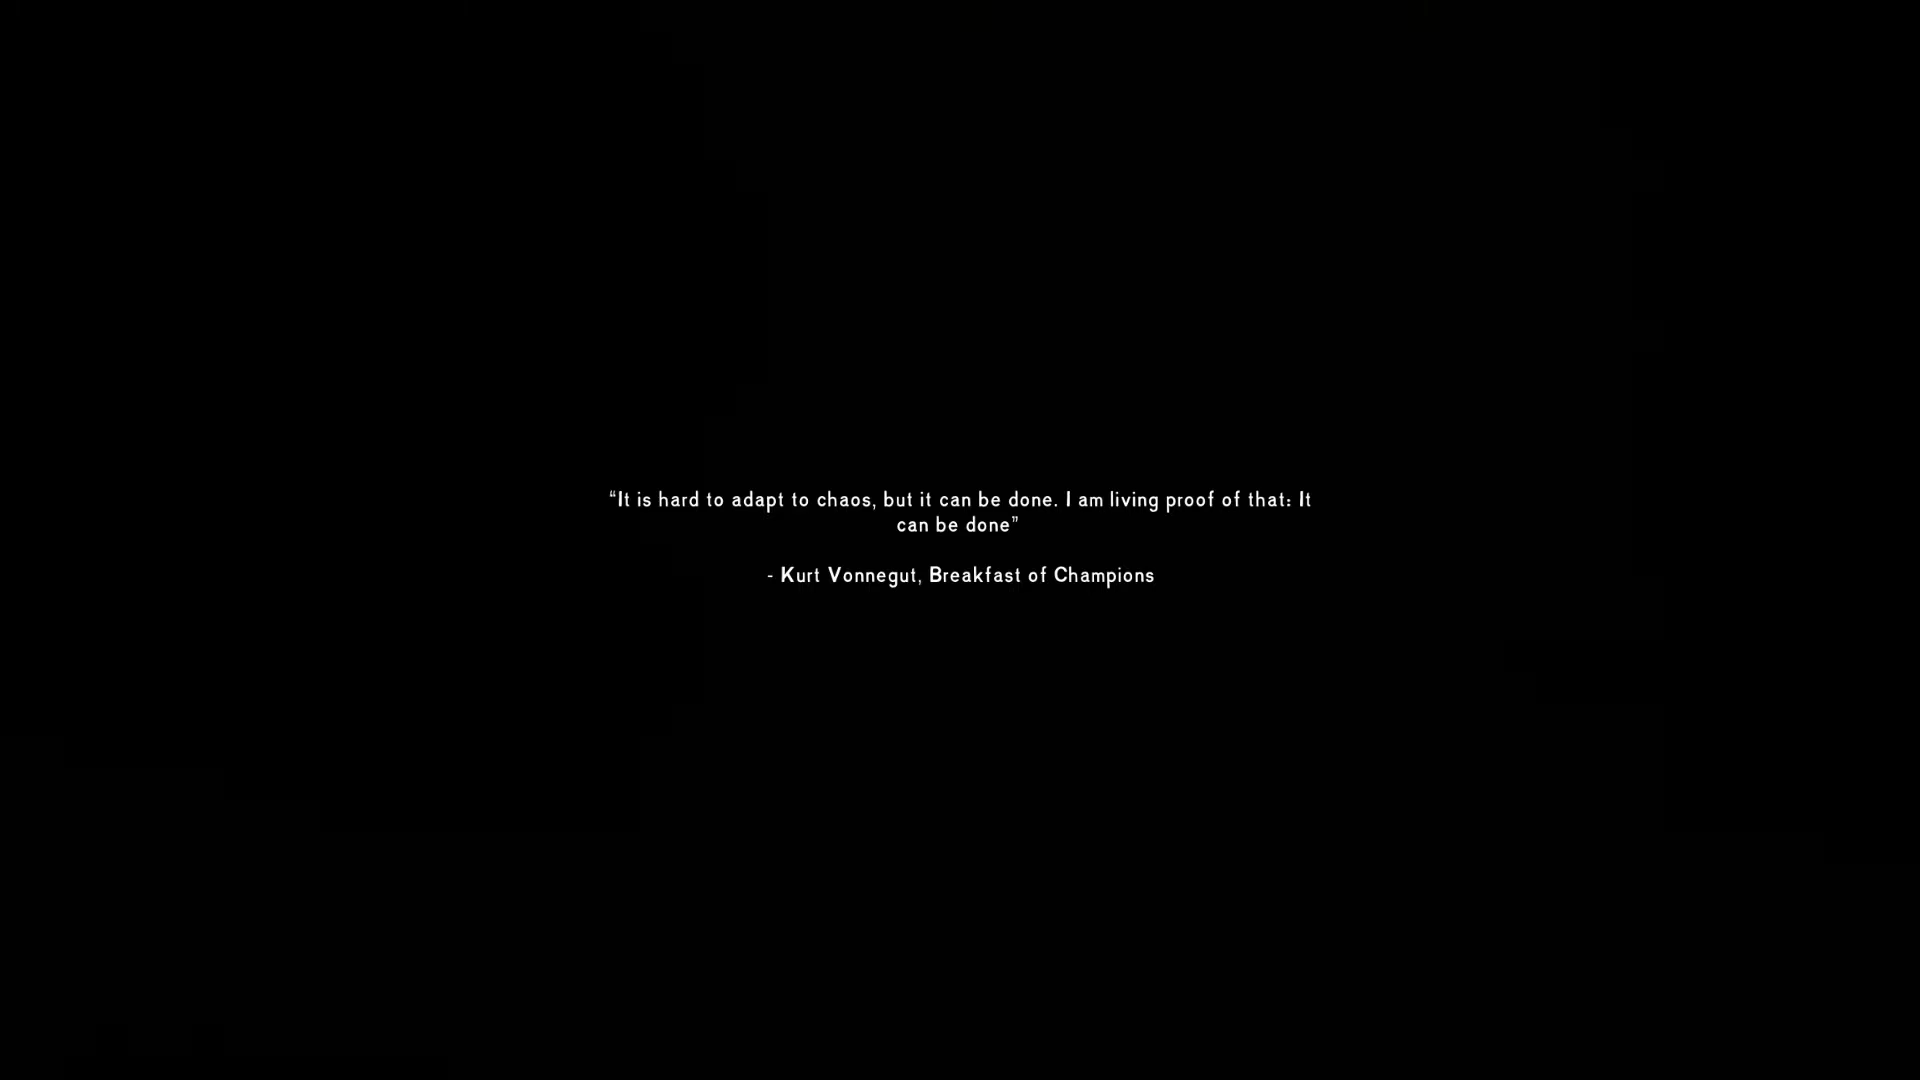 “It is hard to adapt to chaos, but it can be done. I am living proof of that: It
can be done”
- Kurt Vonnegut, Breakfast of Champions